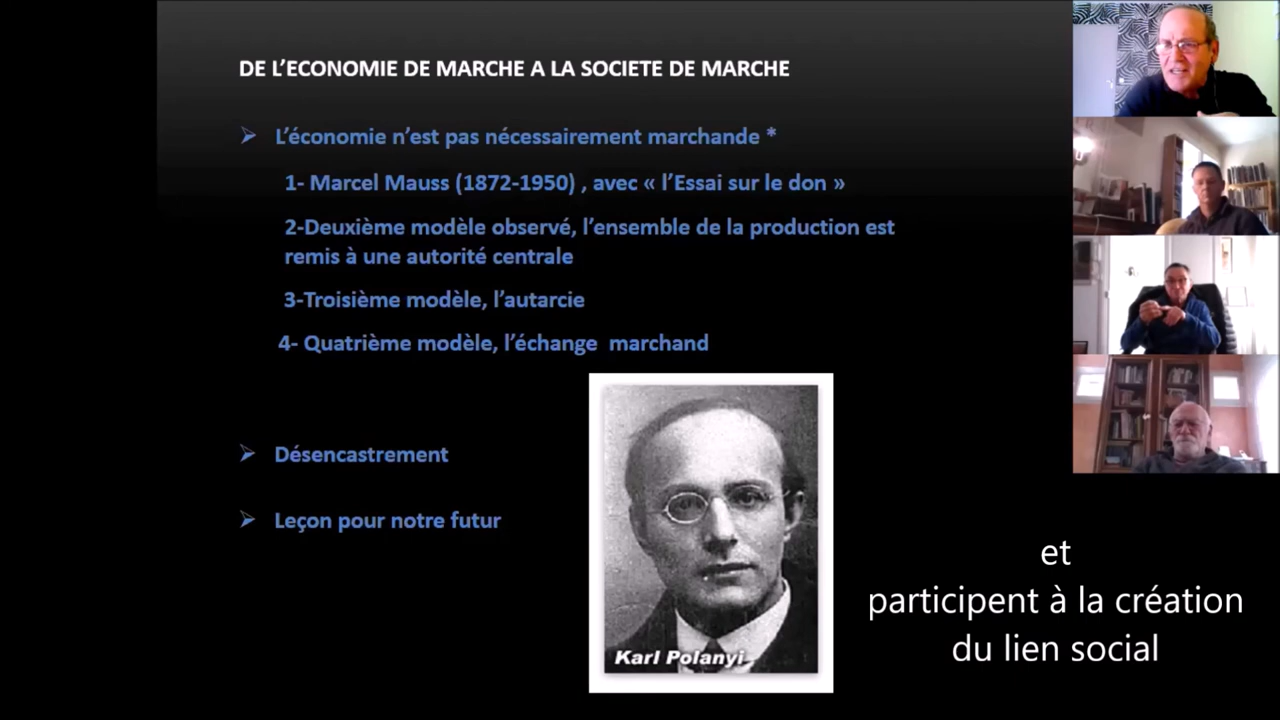 DE L’ECONOMIE DE MARCHE A LA SOCIETE DE MARCHE
L’économie n’est pas nécessairement marchande *
1- Marcel Mauss (1872-1950) , avec « l’Essai sur le don »
2-Deuxième modèle observé, l’ensemble de la production est
remis à une autorité centrale
3-Troisième modèle, l’autarcie
4- Quatrième modèle, l’échange  marchand
Désencastrement
Leçon pour notre futur
Karl Polanyi
et
participent à la création
du lien social